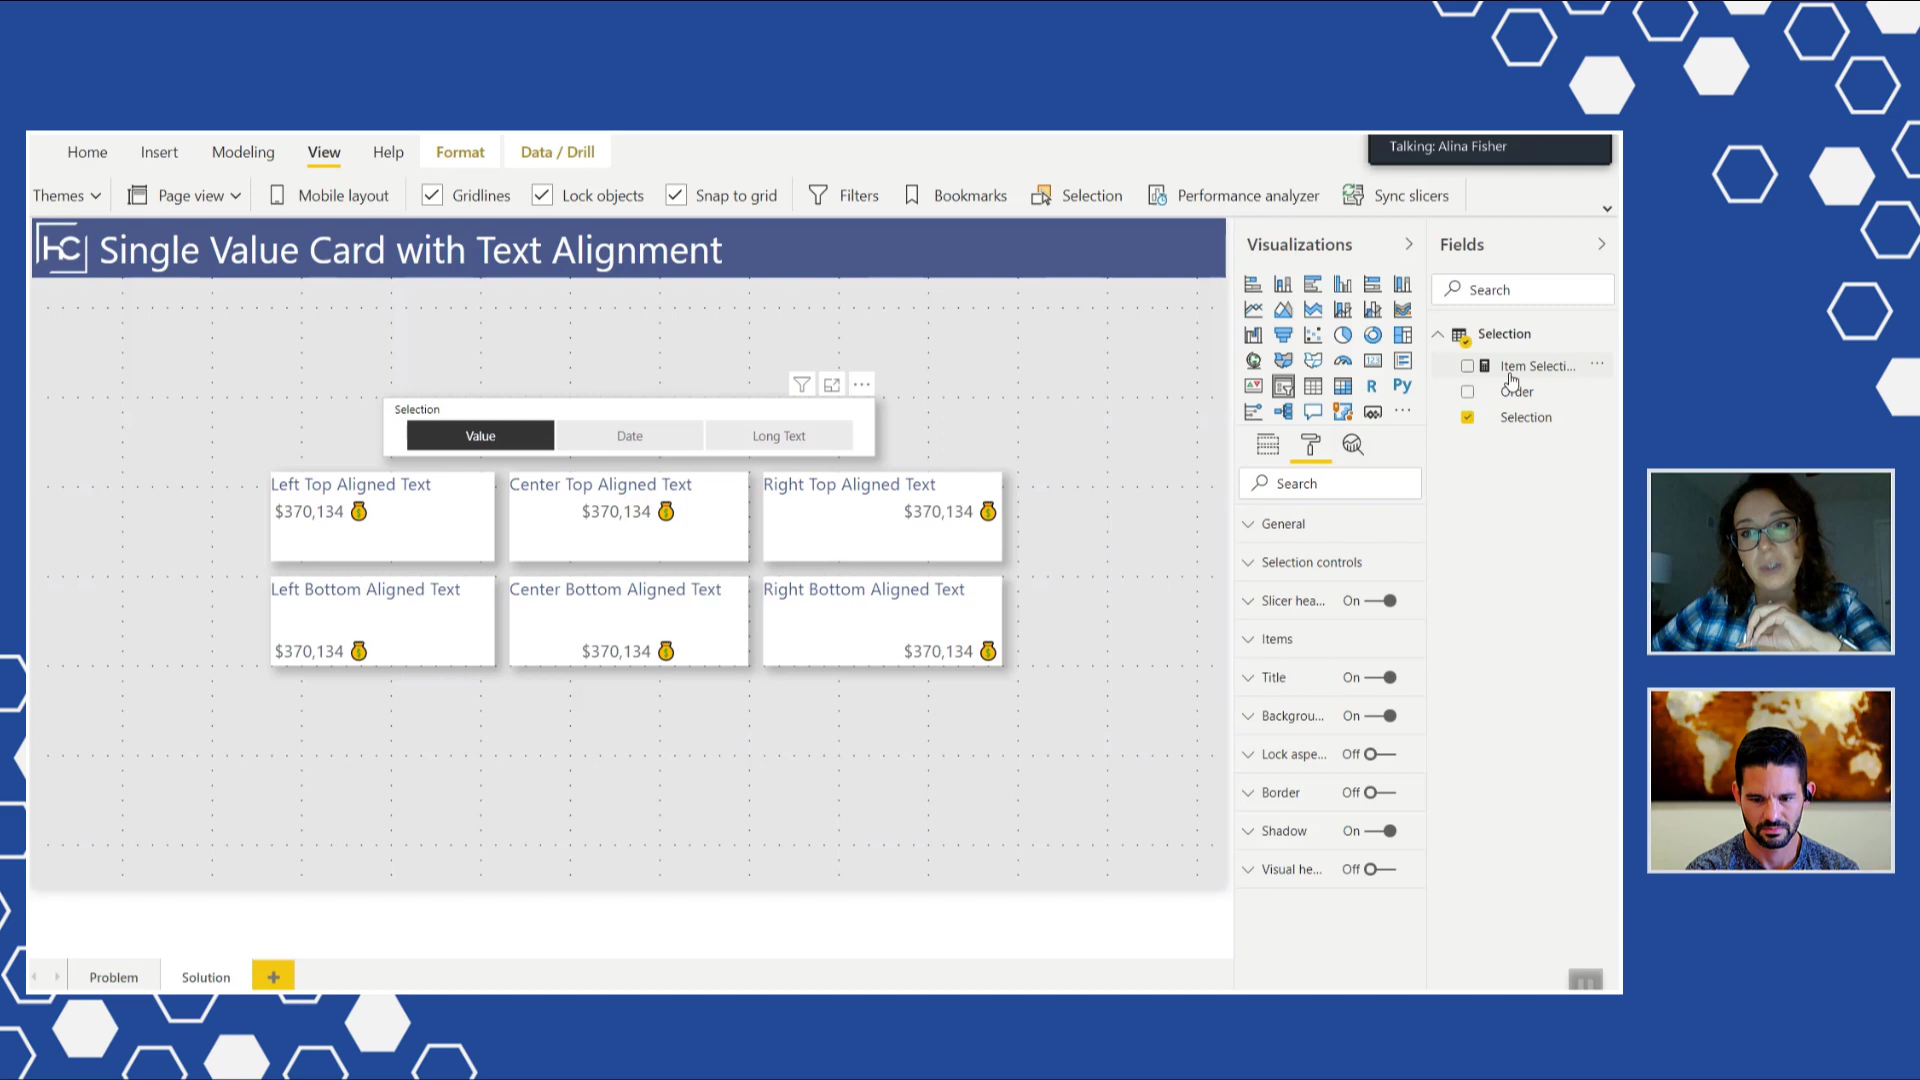 Talking: Alina Fisher
Home Insert Modeling View Help Format Data / Drill
Themes Page view Mobile layout Gridlines Lock objects Snap to grid Filters Bookmarks Selection Performance analyzer Sync slicers
hC Single Value Card with Text Alignment
Selection
Value Date Long Text
Left Top Aligned Text
$370,134
Center Top Aligned Text
$370,134
Right Top Aligned Text
$370,134
Left Bottom Aligned Text
$370,134
Center Bottom Aligned Text
$370,134
Right Bottom Aligned Text
$370,134
Problem Solution +
Visualizations
123
R Py
Search
General
Selection controls
Slicer hea... On
Items
Title On
Backgrou... On
Lock aspe... Off
Border Off
Shadow On
Visual he... Off
Fields
Search
Selection
Item Selecti... ...
Order
Selection